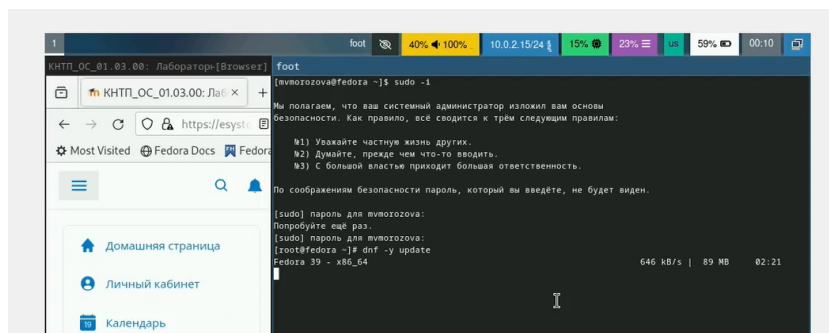 1
foot
40%
100%
10.0.2.15/24
15%
23%
us
59%
00:10
КНТП_ОС_01.03.00: Лаборатор‹[Browser]
foot
КНТП_ОС_01.03.00: Лаб
https://esyst
Most Visited
Fedora Docs
Fedora
Домашняя страница
Личный кабинет
19
Календарь
[mvmorozova@fedora ~]$ sudo -i
Мы полагаем, что ваш системный администратор изложил вам основы
безопасности. Как правило, всё сводится к трём следующим правилам:
№1) Уважайте частную жизнь других.
№2) Думайте, прежде чем что-то вводить.
№3) С большой властью приходит большая ответственность.
По соображениям безопасности пароль, который вы введёте, не будет виден.
[sudo] пароль для mvmorozova:
Попробуйте ещё раз.
[sudo] пароль для mvmorozova:
[root@fedora ~]# dnf -y update
Fedora 39 - x86_64 646 kB/s | 89 MB 02:21